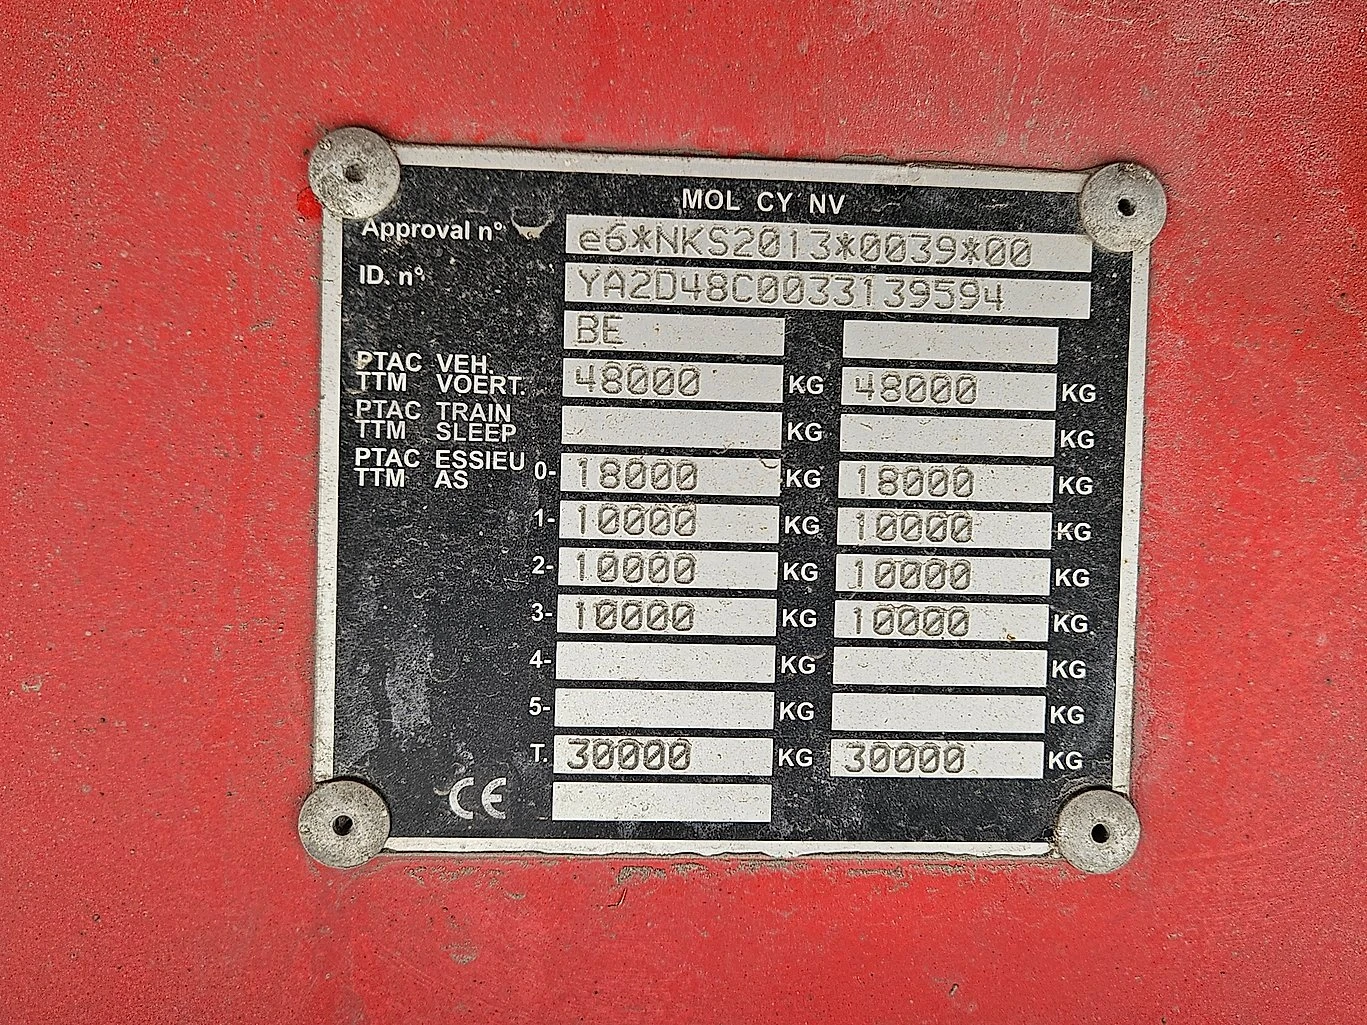 MOL CY NV
Approval n° e6*NKS2013*0039*00
ID. n° YA2D48C0033139594
BE
PTAC VEH.
TTM VOERT. 48000 KG 48000 KG
PTAC TRAIN
TTM SLEEP KG KG
PTAC ESSIEU
TTM AS 0- 18000 KG 18000 KG
1- 10000 KG 10000 KG
2- 10000 KG 10000 KG
3- 10000 KG 10000 KG
4- KG KG
5- KG KG
T. 30000 KG 30000 KG
CE